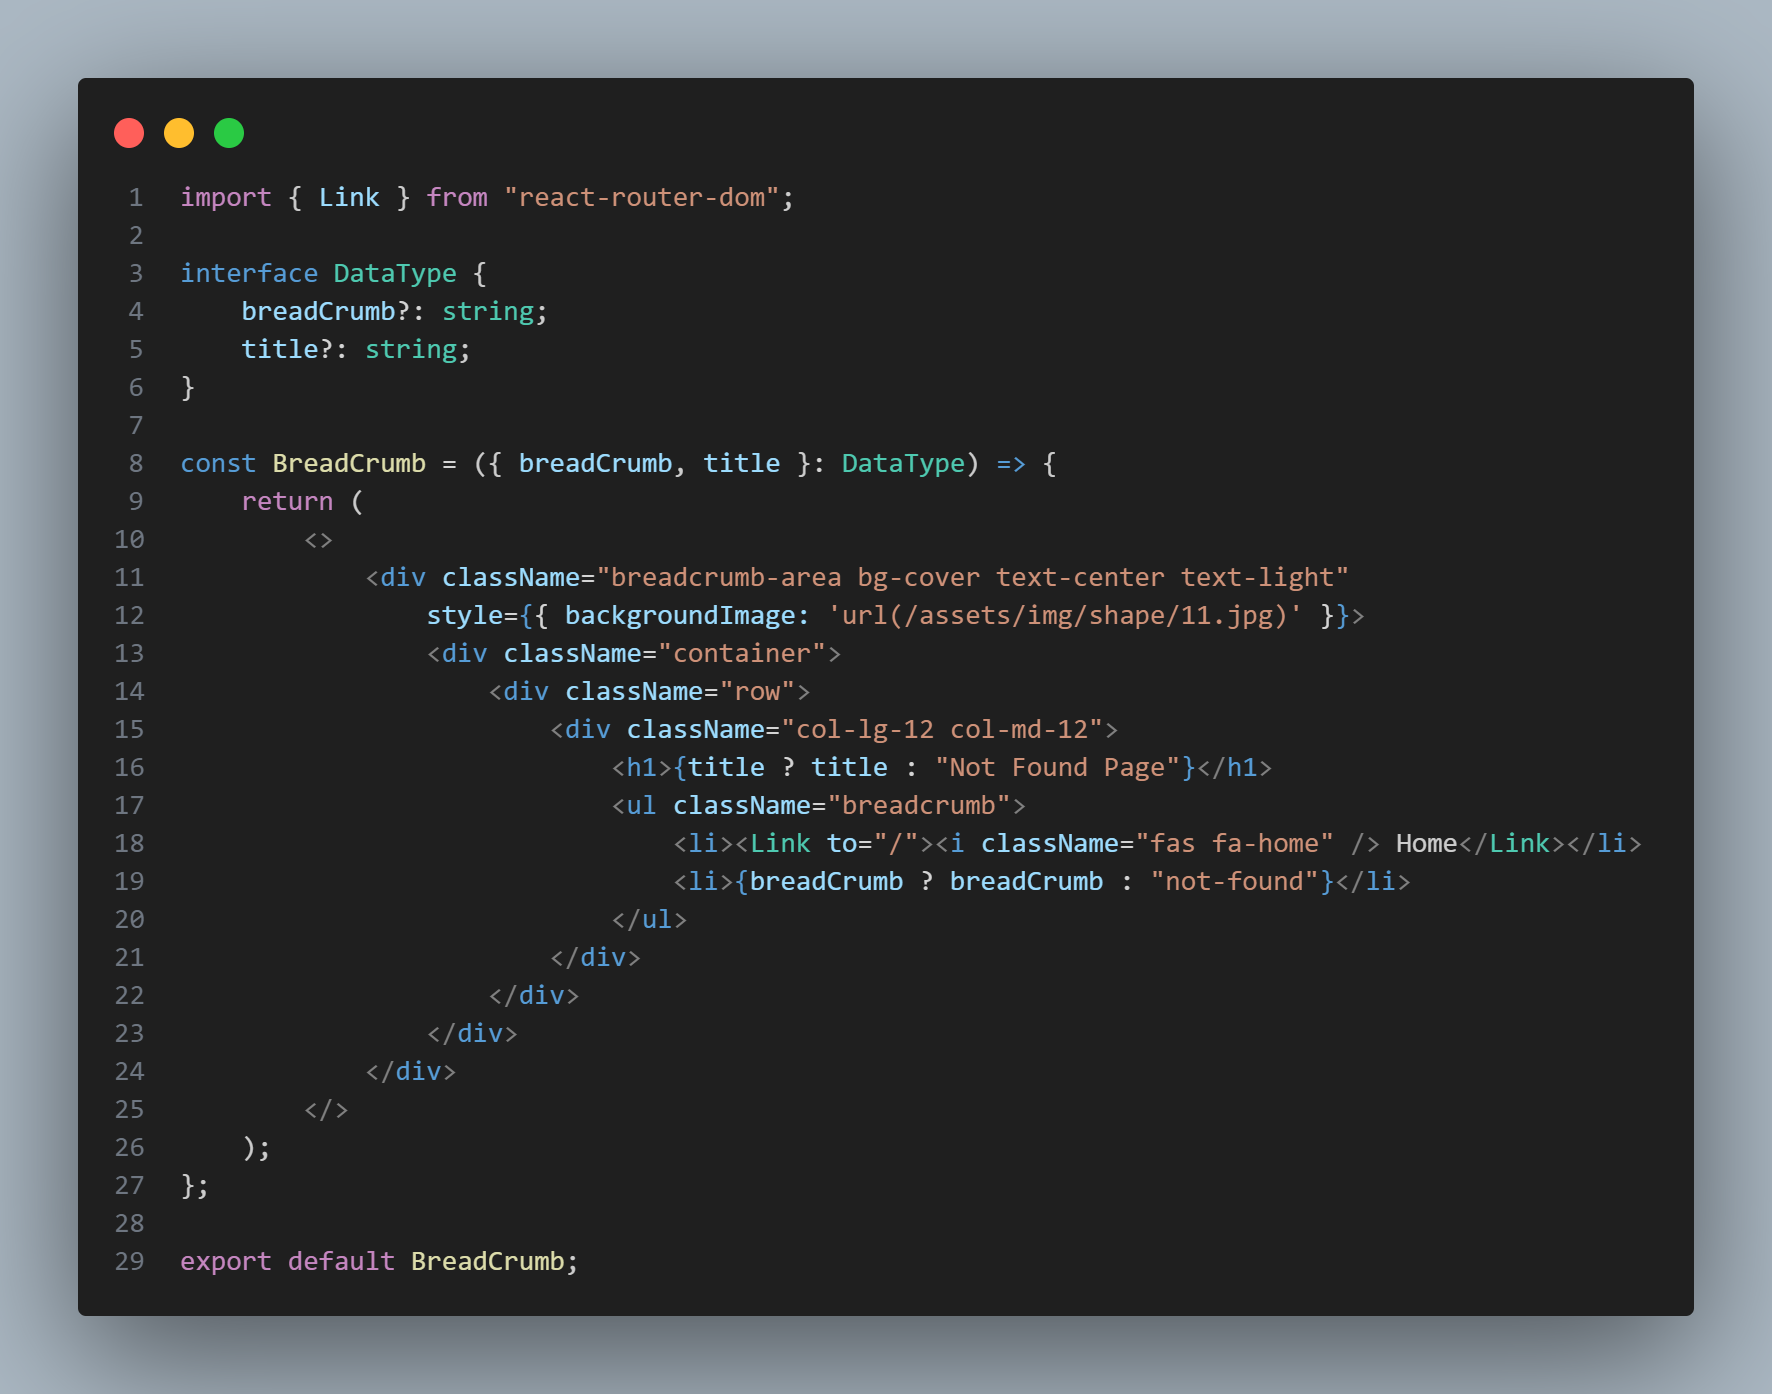 1 import { Link } from "react-router-dom";
2
3 interface DataType {
4     breadCrumb?: string;
5     title?: string;
6 }
7
8 const BreadCrumb = ({ breadCrumb, title }: DataType) => {
9     return (
10         <>
11             <div className="breadcrumb-area bg-cover text-center text-light"
12                 style={{ backgroundImage: 'url(/assets/img/shape/11.jpg)' }}>
13                 <div className="container">
14                     <div className="row">
15                         <div className="col-lg-12 col-md-12">
16                             <h1>{title ? title : "Not Found Page"}</h1>
17                             <ul className="breadcrumb">
18                                 <li><Link to="/"><i className="fas fa-home" /> Home</Link></li>
19                                 <li>{breadCrumb ? breadCrumb : "not-found"}</li>
20                             </ul>
21                         </div>
22                     </div>
23                 </div>
24             </div>
25         </>
26     );
27 };
28
29 export default BreadCrumb;